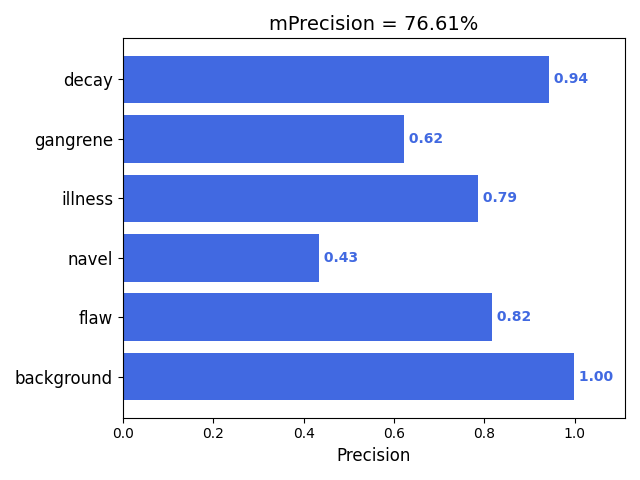 mPrecision = 76.61%
decay 0.94
gangrene 0.62
illness 0.79
navel 0.43
flaw 0.82
background 1.00
0.0 0.2 0.4 0.6 0.8 1.0
Precision